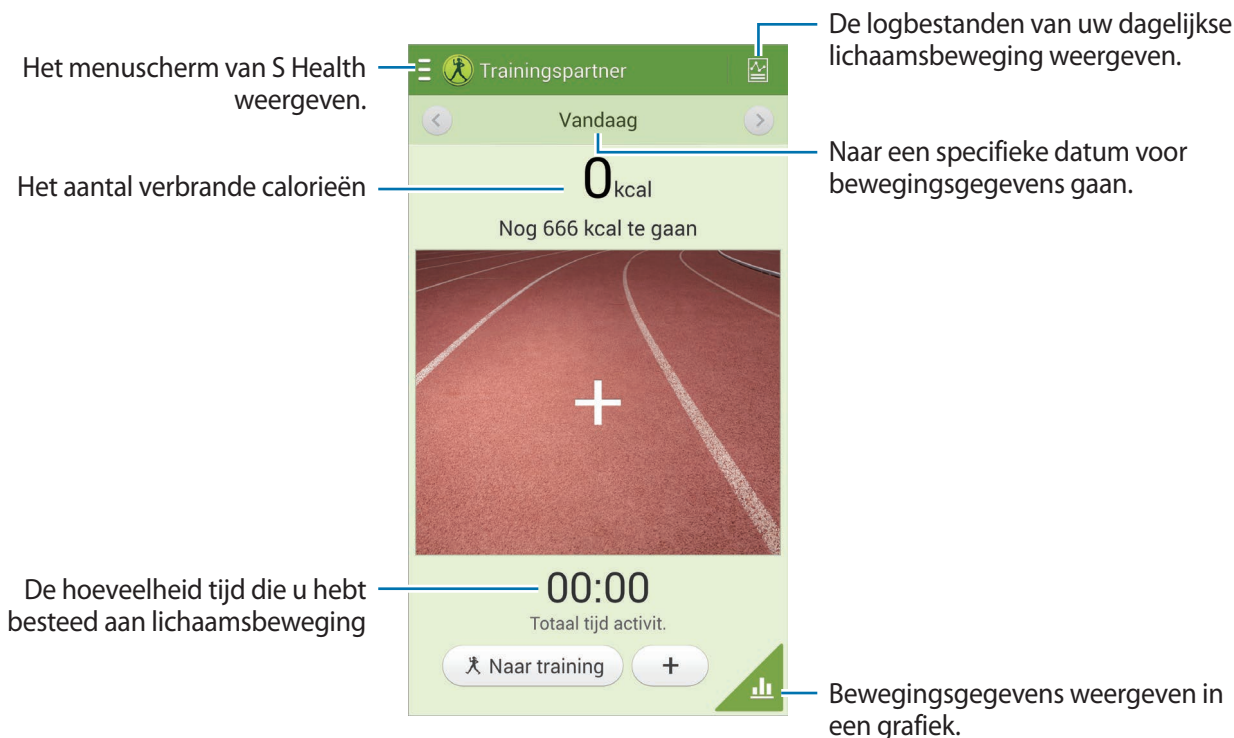 De logbestanden van uw dagelijkse
lichaamsbeweging weergeven.
Het menuscherm van S Health
weergeven.
Trainingspartner
Vandaag
Naar een specifieke datum voor
bewegingsgegevens gaan.
Het aantal verbrande calorieën
0 kcal
Nog 666 kcal te gaan
De hoeveelheid tijd die u hebt
besteed aan lichaamsbeweging
00:00
Totaal tijd activit.
Naar training
+
Bewegingsgegevens weergeven in
een grafiek.